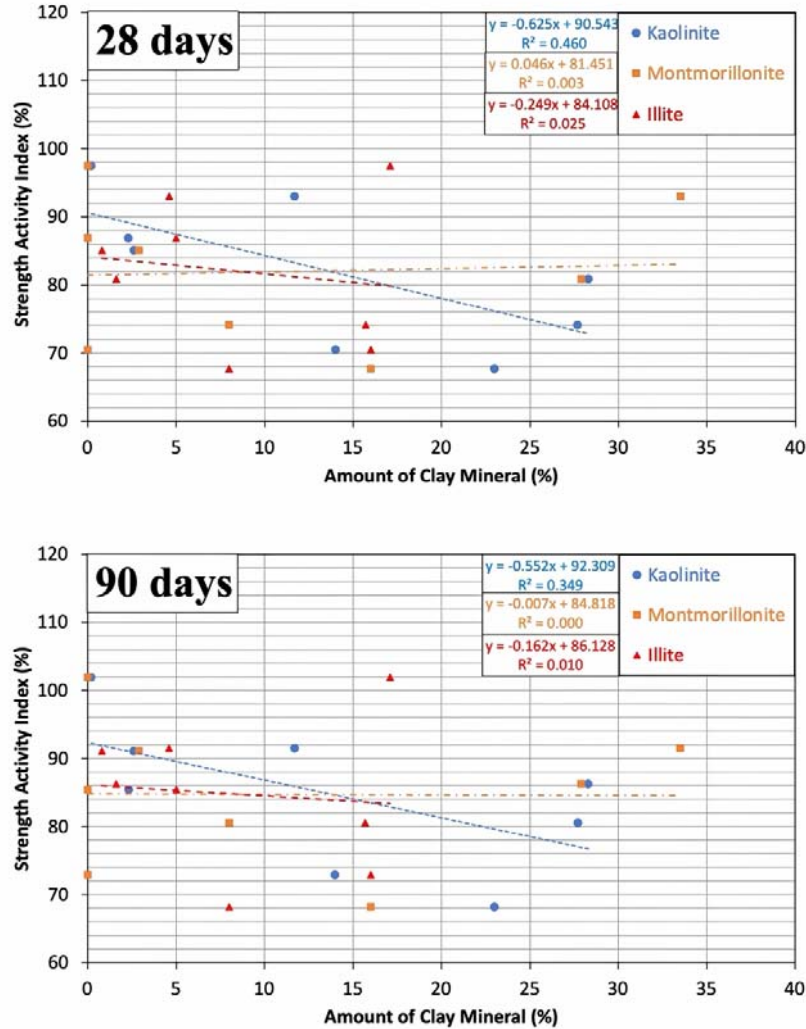 28 days
y = -0.625x + 90.543
R² = 0.460
y = 0.046x + 81.451
R² = 0.003
y = -0.249x + 84.108
R² = 0.025
Kaolinite
Montmorillonite
Illite
120
110
100
90
80
70
60
Strength Activity Index (%)
0 5 10 15 20 25 30 35 40
Amount of Clay Mineral (%)
90 days
y = -0.552x + 92.309
R² = 0.349
y = -0.007x + 84.818
R² = 0.000
y = -0.162x + 86.128
R² = 0.010
Kaolinite
Montmorillonite
Illite
120
110
100
90
80
70
60
Strength Activity Index (%)
0 5 10 15 20 25 30 35 40
Amount of Clay Mineral (%)